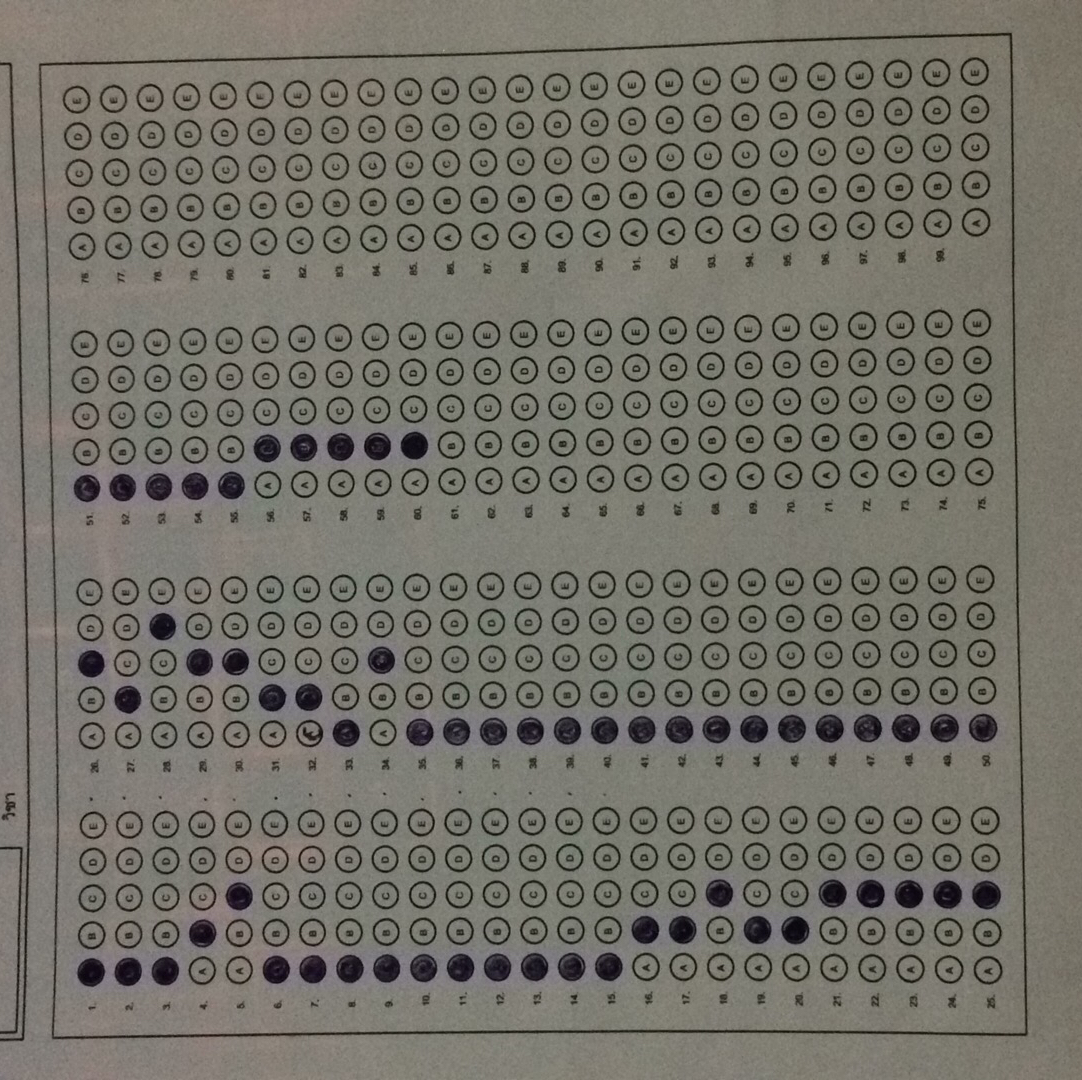 วิชา
1. B C D E 26. A B D E 51. B C D E 76. A B C D E
2. B C D E 27. A C D E 52. B C D E 77. A B C D E
3. B C D E 28. A B C E 53. B C D E 78. A B C D E
4. A C D E 29. A B D E 54. B C D E 79. A B C D E
5. A B D E 30. A B D E 55. B C D E 80. A B C D E
6. B C D E 31. A C D E 56. A C D E 81. A B C D E
7. B C D E 32. C D E 57. A C D E 82. A B C D E
8. B C D E 33. B C D E 58. A C D E 83. A B C D E
9. B C D E 34. A B D E 59. A C D E 84. A B C D E
10. B C D E 35. B C D E 60. A C D E 85. A B C D E
11. B C D E 36. B C D E 61. A B C D E 86. A B C D E
12. B C D E 37. B C D E 62. A B C D E 87. A B C D E
13. B C D E 38. B C D E 63. A B C D E 88. A B C D E
14. B C D E 39. B C D E 64. A B C D E 89. A B C D E
15. B C D E 40. B C D E 65. A B C D E 90. A B C D E
16. A C D E 41. B C D E 66. A B C D E 91. A B C D E
17. A C D E 42. B C D E 67. A B C D E 92. A B C D E
18. A B D E 43. B C D E 68. A B C D E 93. A B C D E
19. A C D E 44. B C D E 69. A B C D E 94. A B C D E
20. A C D E 45. B C D E 70. A B C D E 95. A B C D E
21. A B D E 46. B C D E 71. A B C D E 96. A B C D E
22. A B D E 47. B C D E 72. A B C D E 97. A B C D E
23. A B D E 48. B C D E 73. A B C D E 98. A B C D E
24. A B D E 49. B C D E 74. A B C D E 99. A B C D E
25. A B D E 50. B C D E 75. A B C D E A B C D E